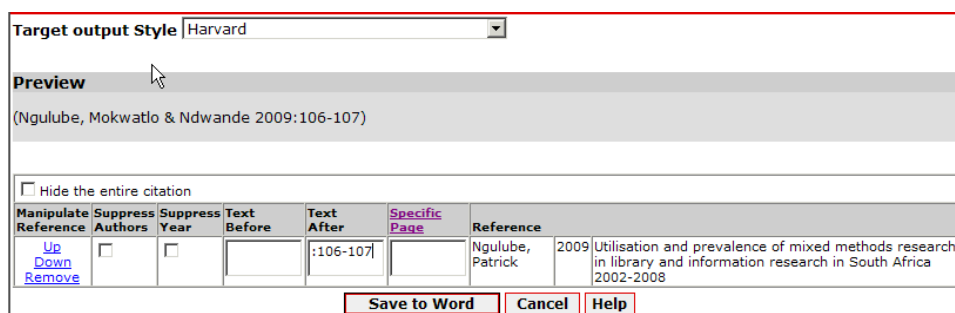 Target output Style Harvard
Preview
(Ngulube, Mokwatlo & Ndwande 2009:106-107)
Hide the entire citation
Manipulate Reference Suppress Authors Suppress Year Text Before Text After Specific Page Reference
Up
Down
Remove
:106-107
Ngulube, Patrick
2009
Utilisation and prevalence of mixed methods research
in library and information research in South Africa
2002-2008
Save to Word Cancel Help